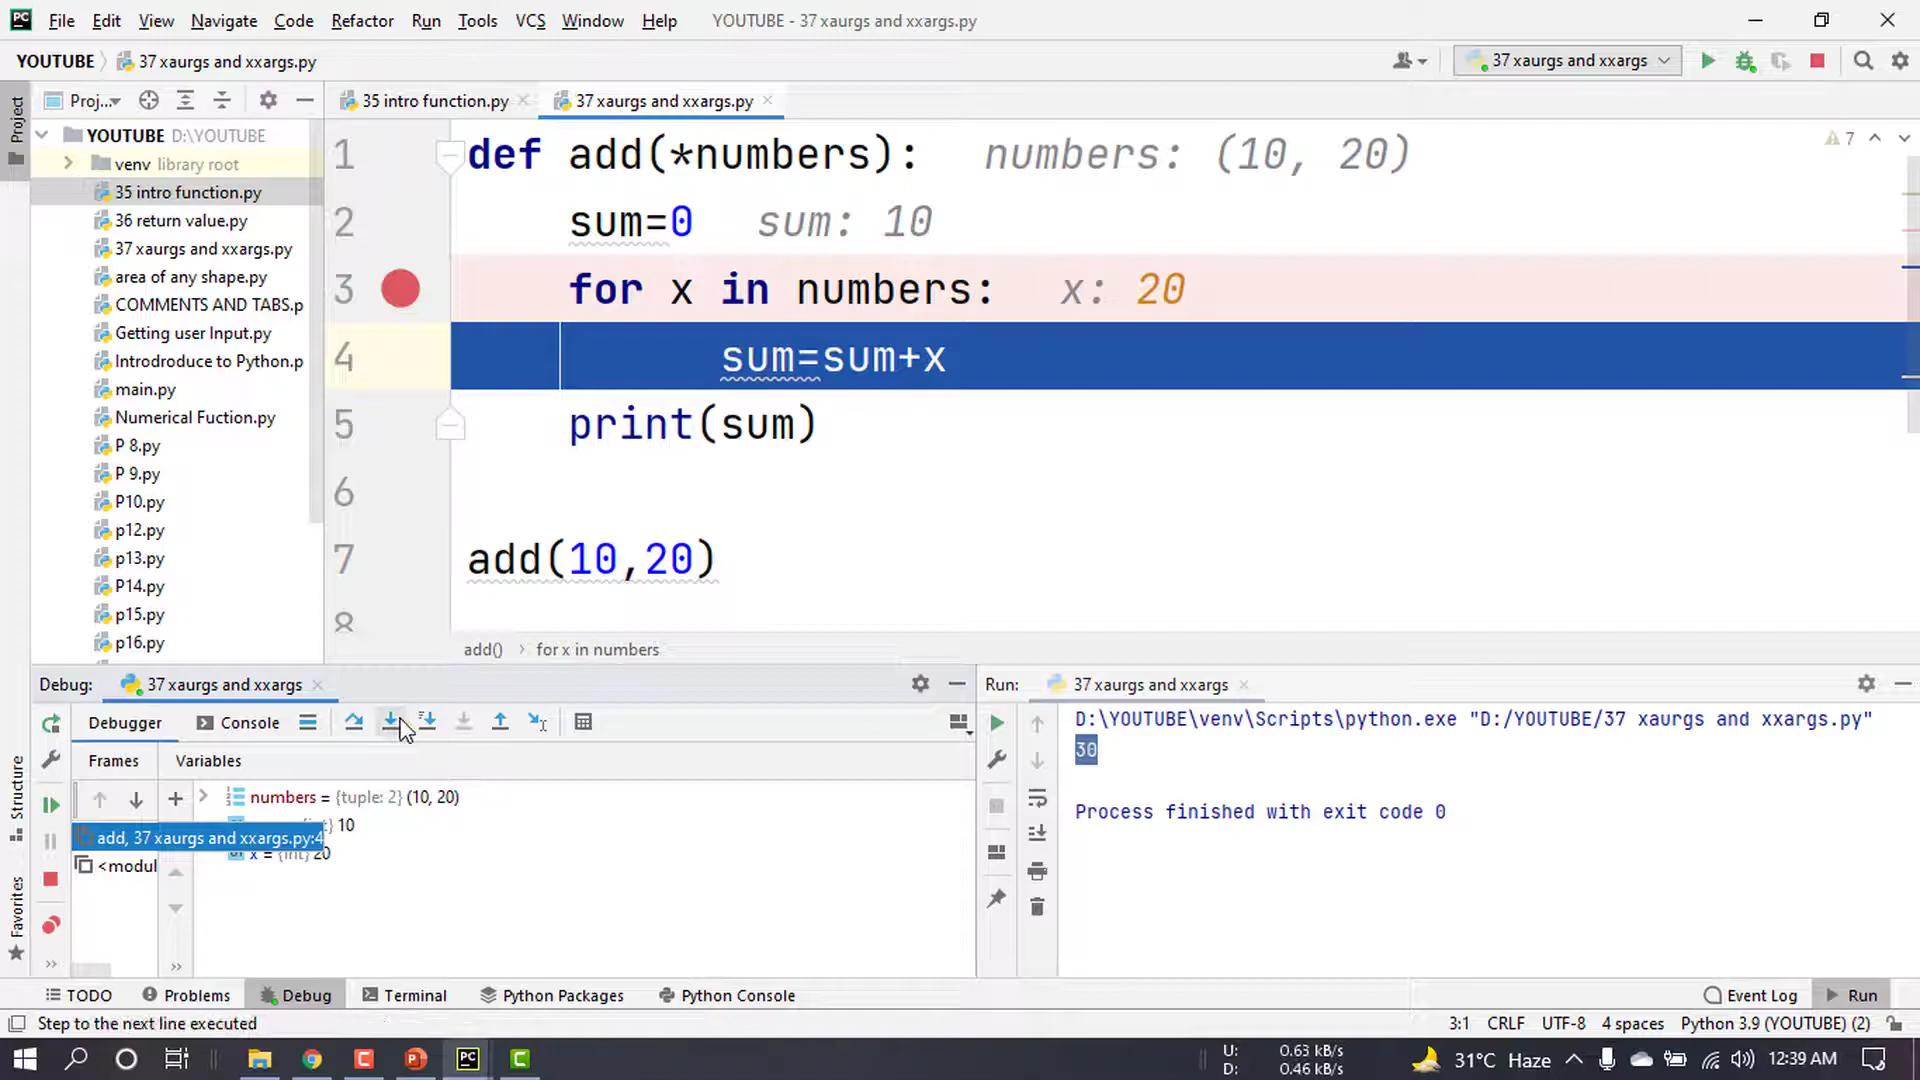 File Edit View Navigate Code Refactor Run Tools VCS Window Help YOUTUBE - 37 xaurgs and xxargs.py
YOUTUBE 37 xaurgs and xxargs.py
37 xaurgs and xxargs
Project
Proj...
35 intro function.py
37 xaurgs and xxargs.py
YOUTUBE D:\YOUTUBE
venv library root
35 intro function.py
36 return value.py
37 xaurgs and xxargs.py
area of any shape.py
COMMENTS AND TABS.p
Getting user Input.py
Introdroduce to Python.p
main.py
Numerical Fuction.py
P 8.py
P 9.py
P10.py
p12.py
p13.py
P14.py
p15.py
p16.py
1 def add(*numbers): numbers: (10, 20)
7
2 sum=0 sum: 10
3 for x in numbers: x: 20
4 sum=sum+x
5 print(sum)
6
7 add(10,20)
8
add() for x in numbers
Debug: 37 xaurgs and xxargs
Debugger Console
Frames Variables
numbers = {tuple: 2} (10, 20)
10
add, 37 xaurgs and xxargs.py:4
x = {int} 20
<modul
Structure
Favorites
Run: 37 xaurgs and xxargs
D:\YOUTUBE\venv\Scripts\python.exe "D:/YOUTUBE/37 xaurgs and xxargs.py"
30
Process finished with exit code 0
TODO Problems Debug Terminal Python Packages Python Console Event Log Run
Step to the next line executed 3:1 CRLF UTF-8 4 spaces Python 3.9 (YOUTUBE) (2)
U: 0.63 kB/s
D: 0.46 kB/s
31°C Haze 12:39 AM